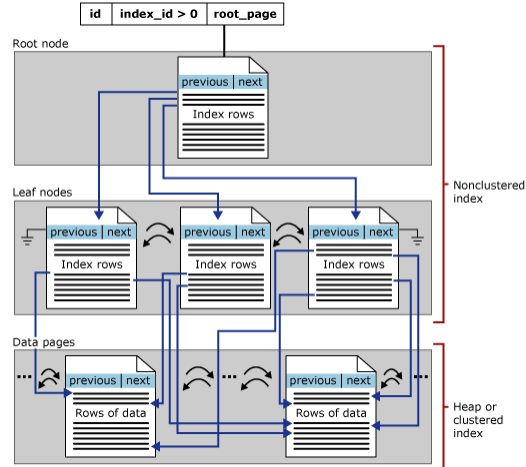 id index_id > 0 root_page
Root node
previous next
Index rows
Nonclustered
index
Leaf nodes
previous next previous next previous next
Index rows Index rows Index rows
Data pages
previous next previous next
Rows of data Rows of data
Heap or
clustered
index